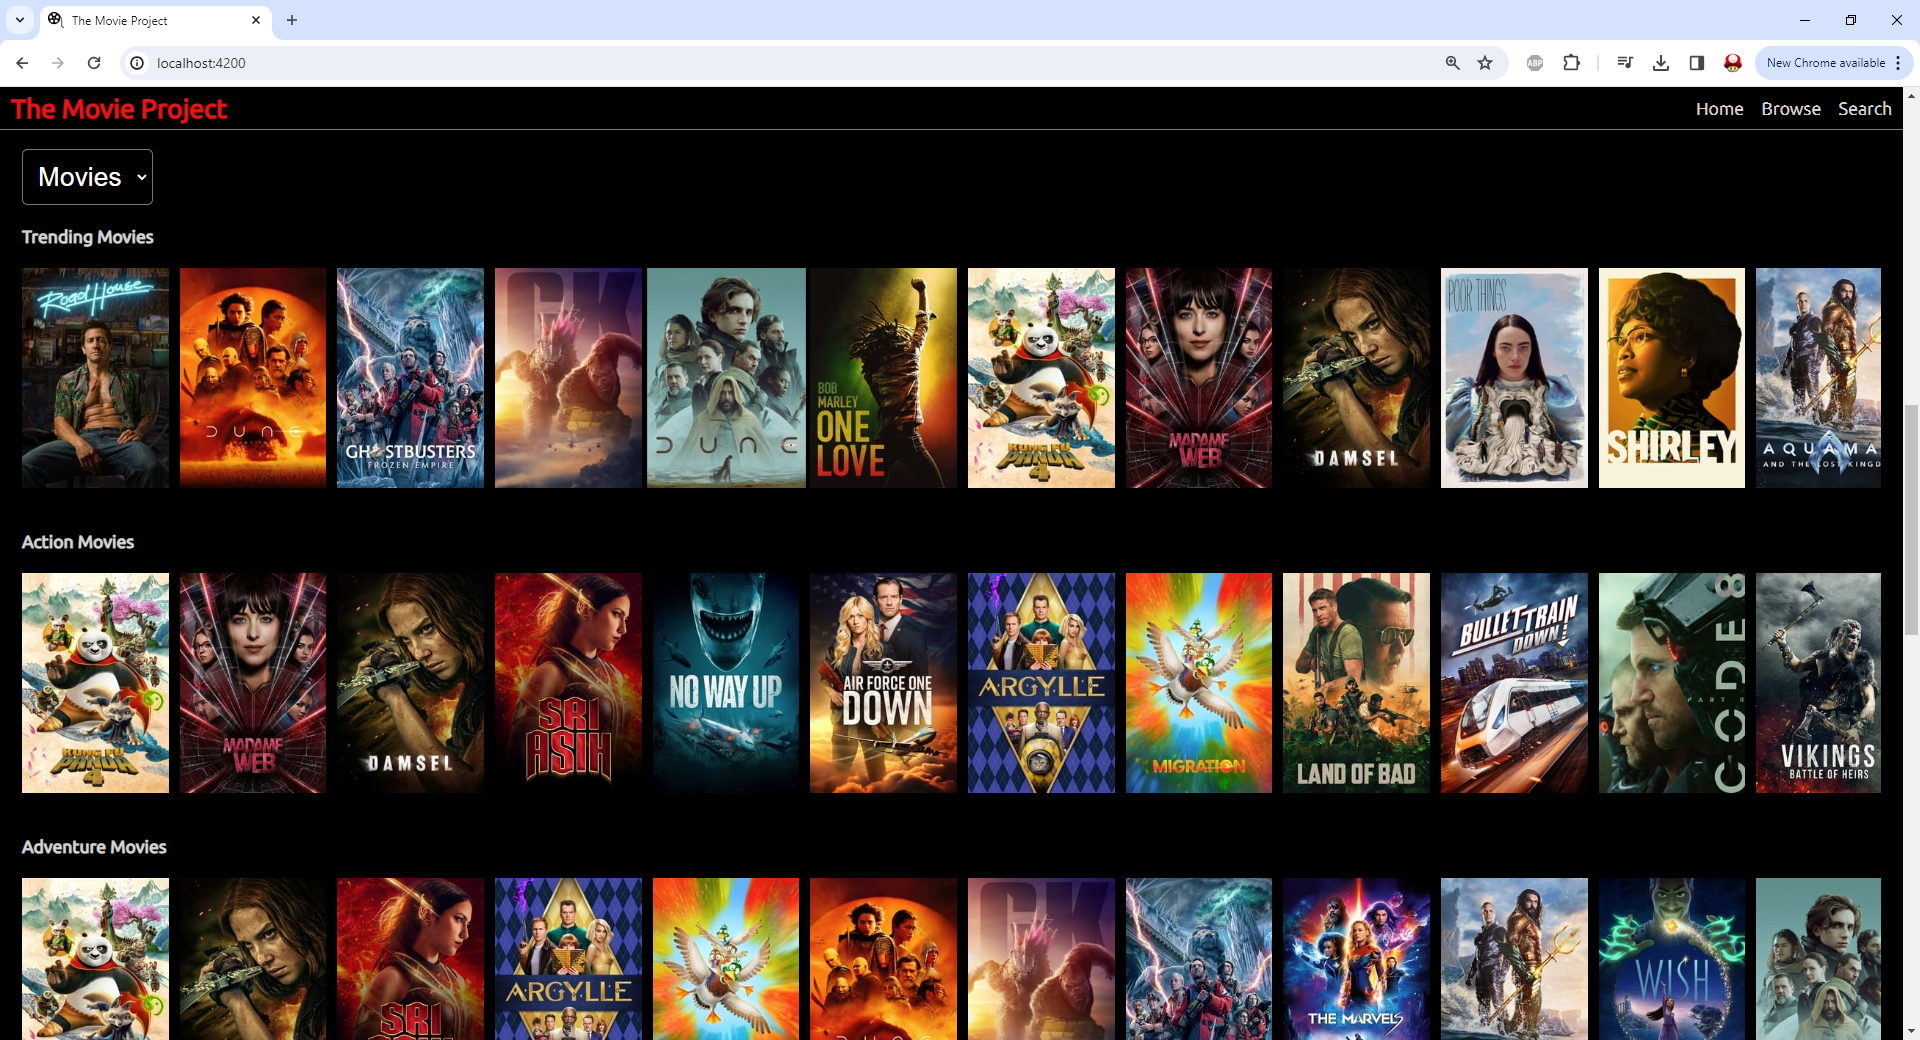 The Movie Project
localhost:4200
ABP
New Chrome available
The Movie Project
Home Browse Search
Movies
Trending Movies
Road House
DUNE
GHOSTBUSTERS
FROZEN EMPIRE
GK
DUNE
BOB
MARLEY
ONE
LOVE
KUNG FU
PANDA
4
MADAME
WEB
DAMSEL
POOR THINGS
SHIRLEY
AQUAMA
AND THE LOST KINGD
Action Movies
KUNG FU
PANDA
4
MADAME
WEB
DAMSEL
SRI
ASIH
NO WAY UP
AIR FORCE ONE
DOWN
ARGYLLE
MIGRATION
LAND OF BAD
BULLET TRAIN
DOWN
CODE 8
PART II
VIKINGS
BATTLE OF HEIRS
Adventure Movies
SRI
ARGYLLE
GK
THE MARVELS
WISH